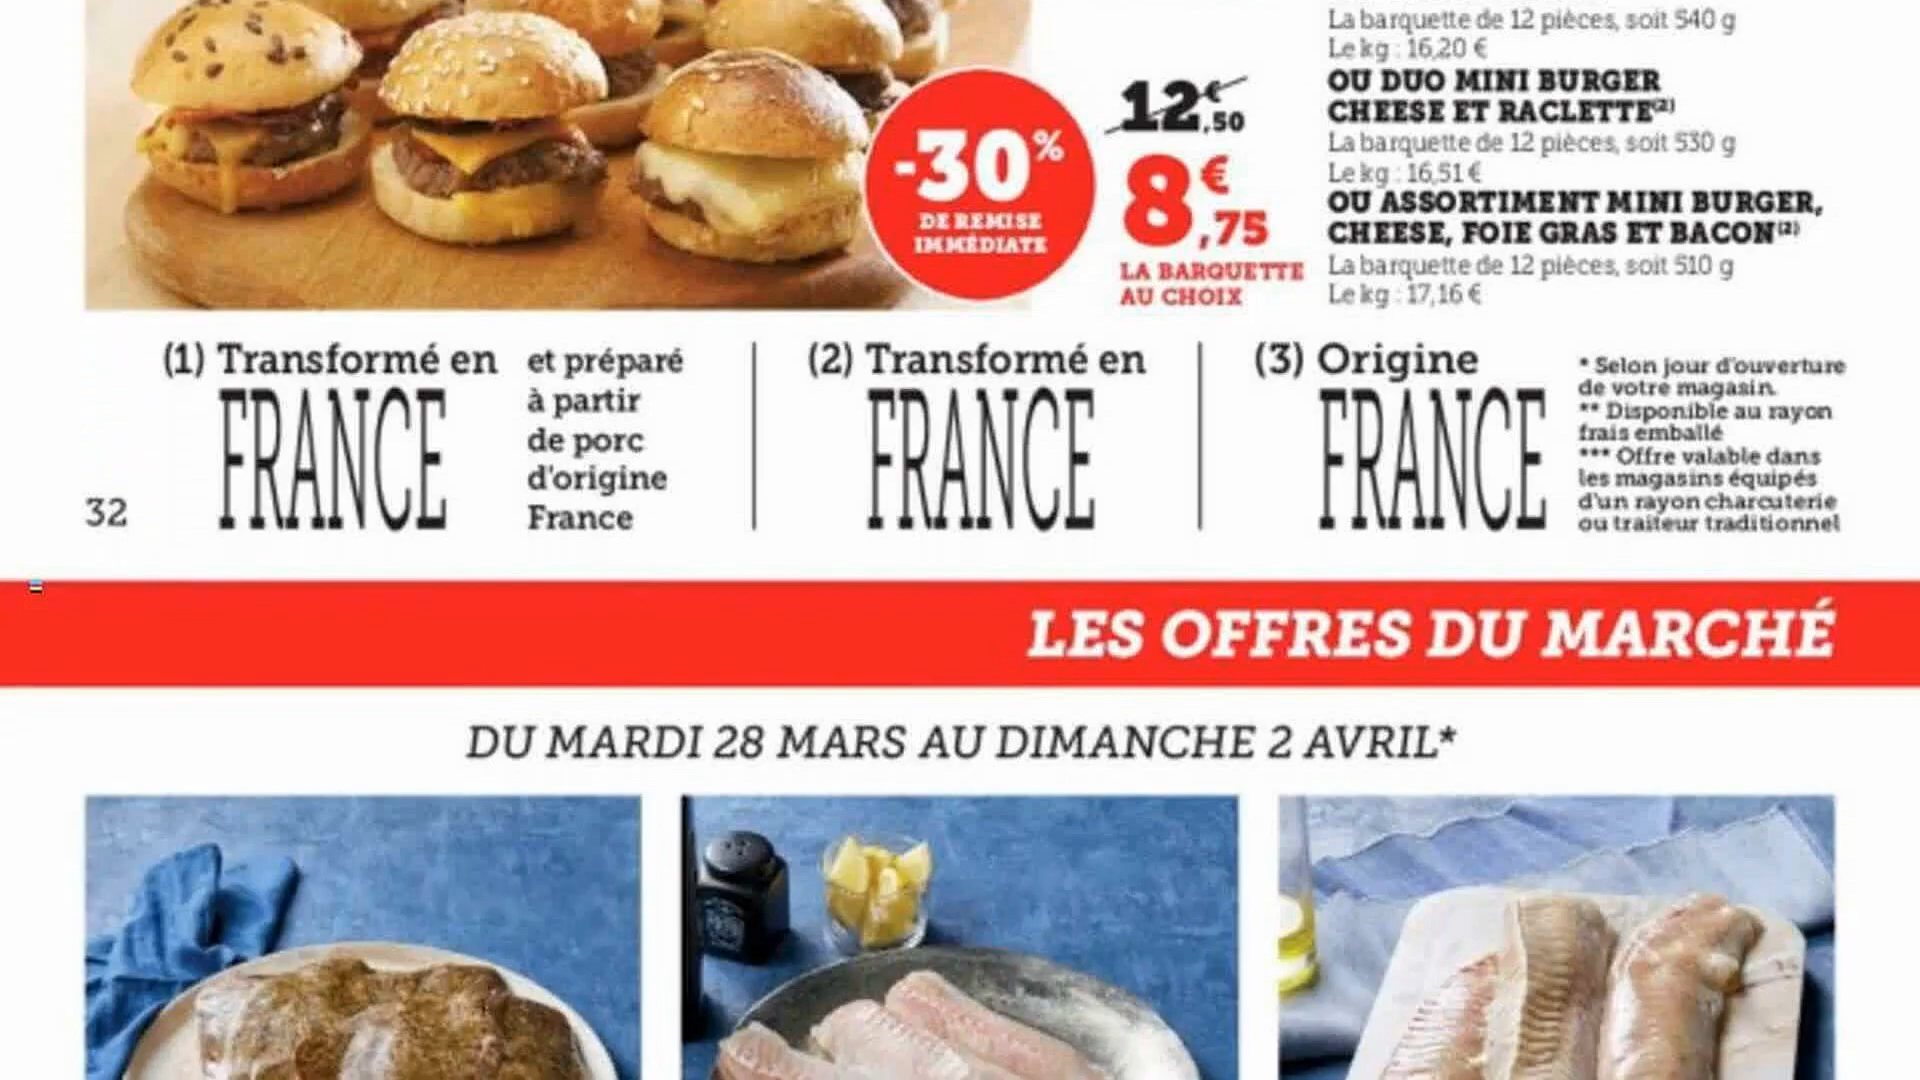 La barquette de 12 pièces, soit 540 g
Le kg : 16,20 €
OU DUO MINI BURGER
CHEESE ET RACLETTE(2)
La barquette de 12 pièces, soit 530 g
Le kg : 16,51 €
OU ASSORTIMENT MINI BURGER,
CHEESE, FOIE GRAS ET BACON(2)
La barquette de 12 pièces, soit 510 g
Le kg : 17,16 €
12€,50
8€,75
LA BARQUETTE
AU CHOIX
-30%
DE REMISE
IMMÉDIATE
(1) Transformé en
FRANCE
et préparé
à partir
de porc
d'origine
France
(2) Transformé en
FRANCE
(3) Origine
FRANCE
* Selon jour d'ouverture
de votre magasin.
** Disponible au rayon
frais emballé
*** Offre valable dans
les magasins équipés
d'un rayon charcuterie
ou traiteur traditionnel
32
LES OFFRES DU MARCHÉ
DU MARDI 28 MARS AU DIMANCHE 2 AVRIL*